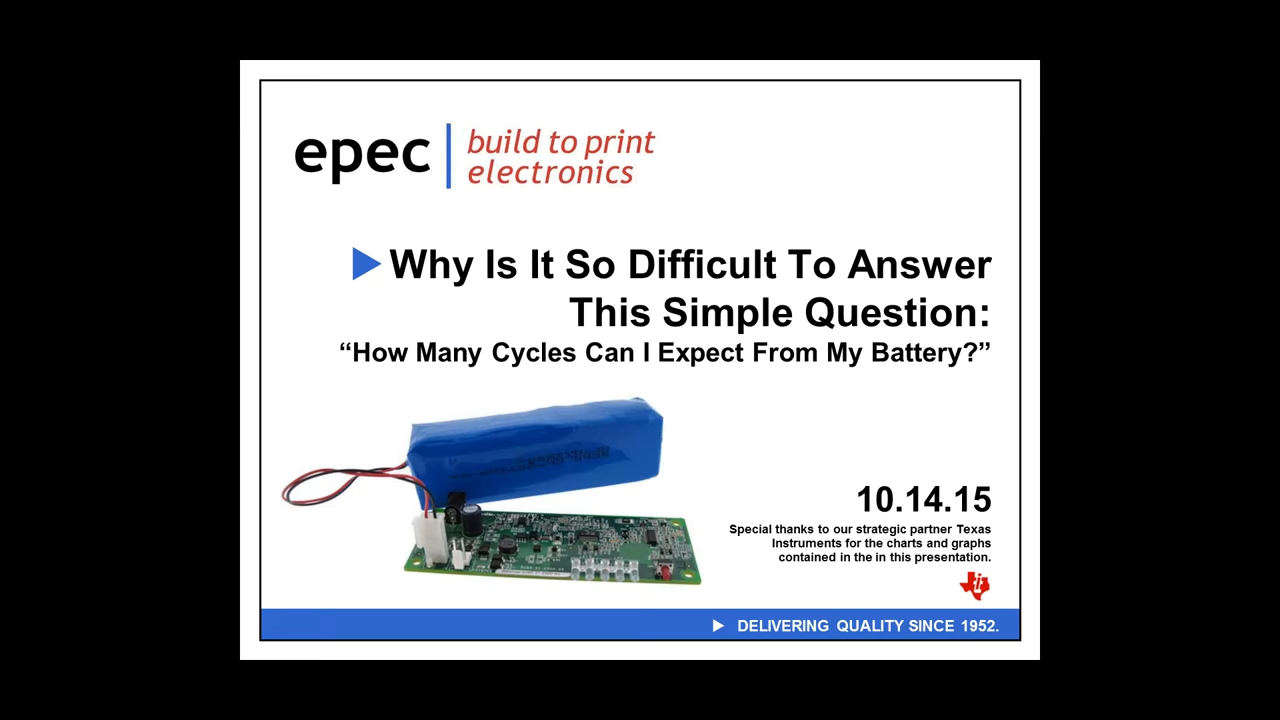 epec
build to print
electronics
Why Is It So Difficult To Answer
This Simple Question:
“How Many Cycles Can I Expect From My Battery?”
10.14.15
Special thanks to our strategic partner Texas
Instruments for the charts and graphs
contained in the in this presentation.
DELIVERING QUALITY SINCE 1952.